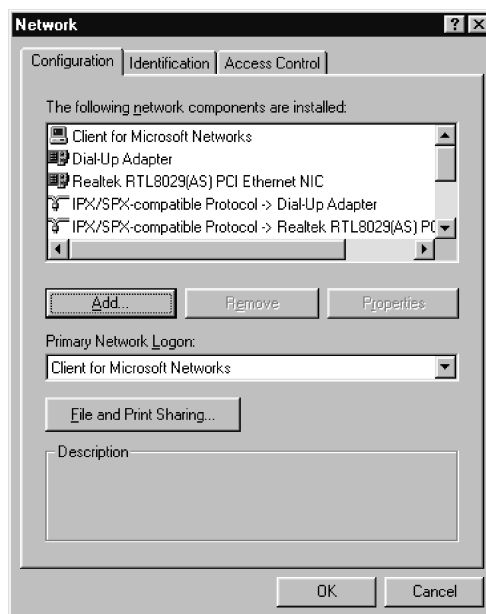 Network
Configuration Identification Access Control
The following network components are installed:
Client for Microsoft Networks
Dial-Up Adapter
Realtek RTL8029(AS) PCI Ethernet NIC
IPX/SPX-compatible Protocol -> Dial-Up Adapter
IPX/SPX-compatible Protocol -> Realtek RTL8029(AS) PC
Add... Remove Properties
Primary Network Logon:
Client for Microsoft Networks
File and Print Sharing...
Description
OK Cancel